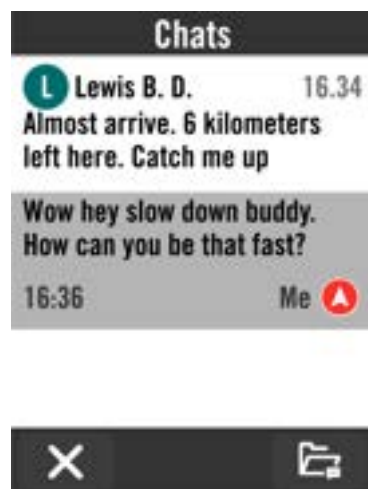 Chats
L Lewis B. D. 16.34
Almost arrive. 6 kilometers
left here. Catch me up
Wow hey slow down buddy.
How can you be that fast?
16:36 Me